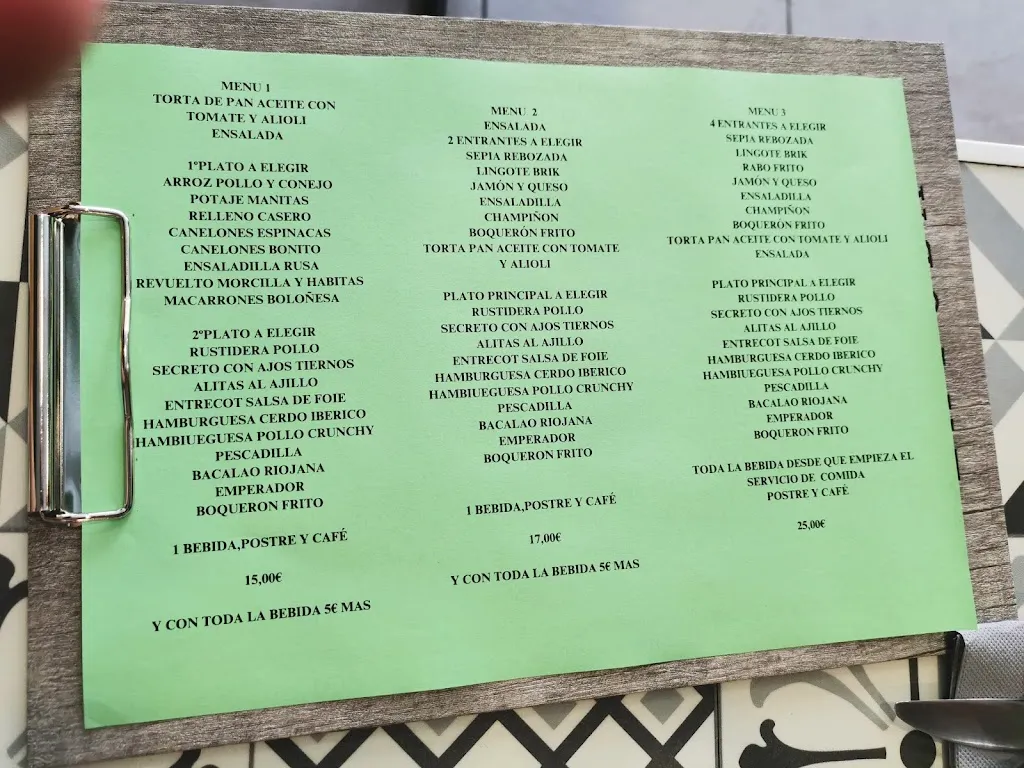 MENU 1
TORTA DE PAN ACEITE CON
TOMATE Y ALIOLI
ENSALADA
1ºPLATO A ELEGIR
ARROZ POLLO Y CONEJO
POTAJE MANITAS
RELLENO CASERO
CANELONES ESPINACAS
CANELONES BONITO
ENSALADILLA RUSA
REVUELTO MORCILLA Y HABITAS
MACARRONES BOLOÑESA
2ºPLATO A ELEGIR
RUSTIDERA POLLO
SECRETO CON AJOS TIERNOS
ALITAS AL AJILLO
ENTRECOT SALSA DE FOIE
HAMBURGUESA CERDO IBERICO
HAMBIUEGUESA POLLO CRUNCHY
PESCADILLA
BACALAO RIOJANA
EMPERADOR
BOQUERON FRITO
1 BEBIDA,POSTRE Y CAFÉ
15,00€
Y CON TODA LA BEBIDA 5€ MAS
MENU 2
ENSALADA
2 ENTRANTES A ELEGIR
SEPIA REBOZADA
LINGOTE BRIK
JAMÓN Y QUESO
ENSALADILLA
CHAMPIÑON
BOQUERÓN FRITO
TORTA PAN ACEITE CON TOMATE
Y ALIOLI
PLATO PRINCIPAL A ELEGIR
RUSTIDERA POLLO
SECRETO CON AJOS TIERNOS
ALITAS AL AJILLO
ENTRECOT SALSA DE FOIE
HAMBURGUESA CERDO IBERICO
HAMBIUEGUESA POLLO CRUNCHY
PESCADILLA
BACALAO RIOJANA
EMPERADOR
BOQUERON FRITO
1 BEBIDA,POSTRE Y CAFÉ
17,00€
Y CON TODA LA BEBIDA 5€ MAS
MENU 3
4 ENTRANTES A ELEGIR
SEPIA REBOZADA
LINGOTE BRIK
RABO FRITO
JAMÓN Y QUESO
ENSALADILLA
CHAMPIÑON
BOQUERÓN FRITO
TORTA PAN ACEITE CON TOMATE Y ALIOLI
ENSALADA
PLATO PRINCIPAL A ELEGIR
RUSTIDERA POLLO
SECRETO CON AJOS TIERNOS
ALITAS AL AJILLO
ENTRECOT SALSA DE FOIE
HAMBURGUESA CERDO IBERICO
HAMBIUEGUESA POLLO CRUNCHY
PESCADILLA
BACALAO RIOJANA
EMPERADOR
BOQUERON FRITO
TODA LA BEBIDA DESDE QUE EMPIEZA EL
SERVICIO DE COMIDA
POSTRE Y CAFÉ
25,00€